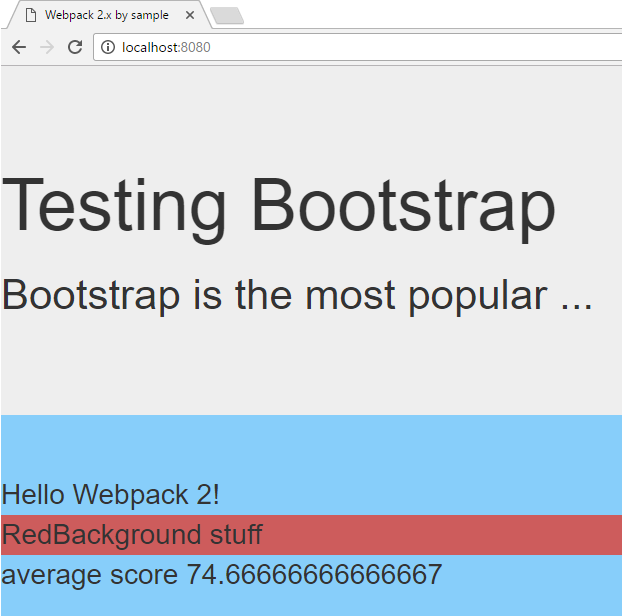 Webpack 2.x by sample
localhost:8080
Testing Bootstrap
Bootstrap is the most popular ...
Hello Webpack 2!
RedBackground stuff
average score 74.66666666666667